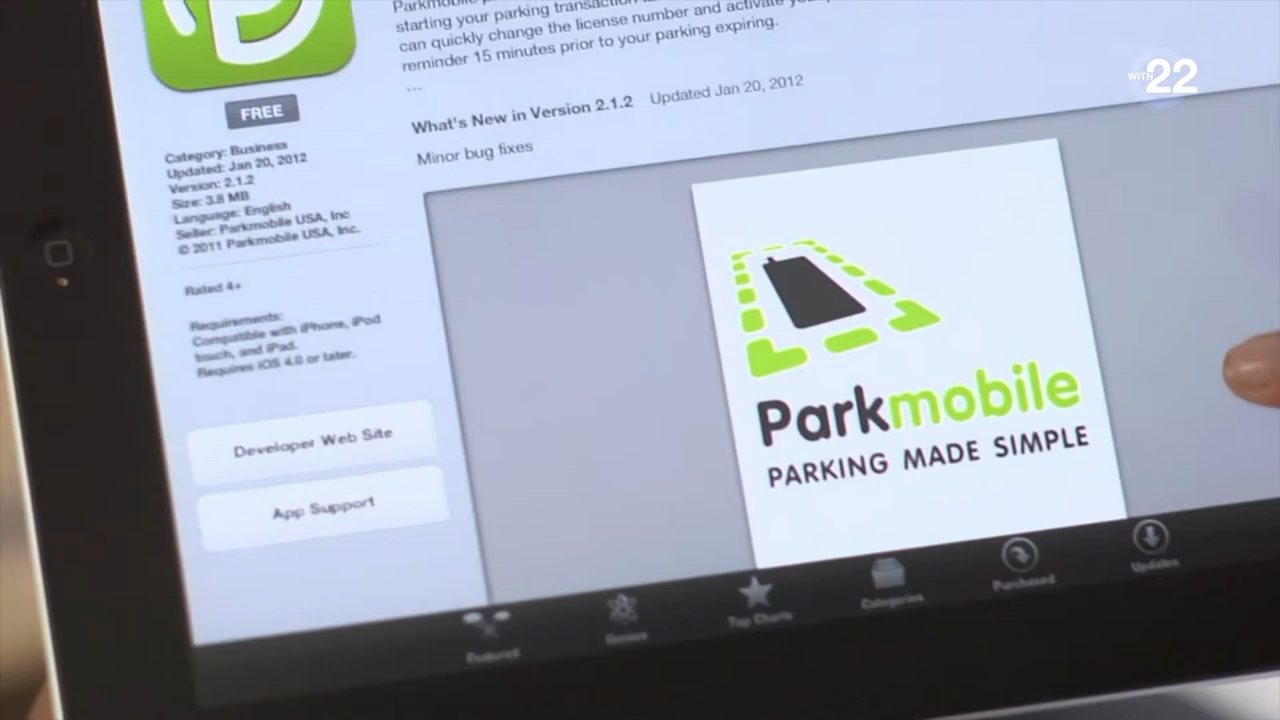 Parkmobile
starting your parking transaction
can quickly change the license number and activate
reminder 15 minutes prior to your parking expiring.
...
WITN 22
FREE
What's New in Version 2.1.2 Updated Jan 20, 2012
Minor bug fixes
Category: Business
Updated: Jan 20, 2012
Version: 2.1.2
Size: 3.8 MB
Language: English
Seller: Parkmobile USA, Inc
© 2011 Parkmobile USA, Inc.
Rated 4+
Requirements:
Compatible with iPhone, iPod
touch, and iPad.
Requires iOS 4.0 or later.
Developer Web Site
App Support
Parkmobile
PARKING MADE SIMPLE
Featured
Genius
Top Charts
Categories
Purchased
Updates